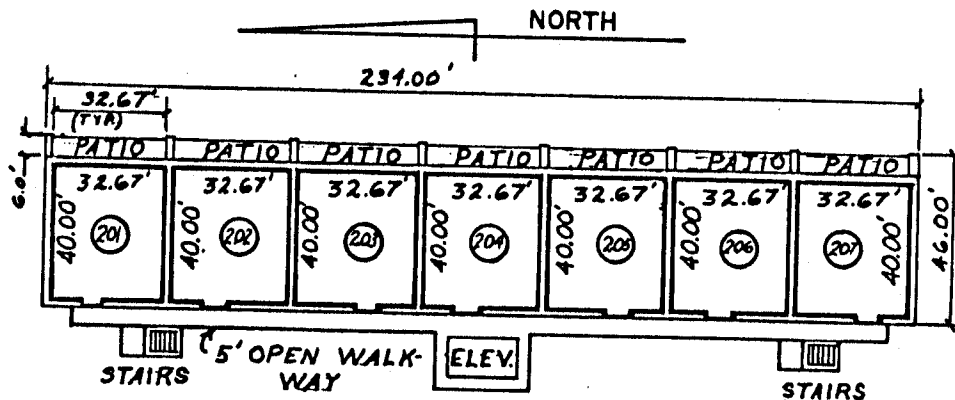 NORTH
234.00'
32.67'
(TYP.)
6.0'
PATIO PATIO PATIO PATIO PATIO PATIO PATIO
32.67' 32.67' 32.67' 32.67' 32.67' 32.67' 32.67'
40.00' 40.00' 40.00' 40.00' 40.00' 40.00' 40.00'
201 202 203 204 205 206 207
46.00'
5' OPEN WALK-
WAY
ELEV.
STAIRS
STAIRS